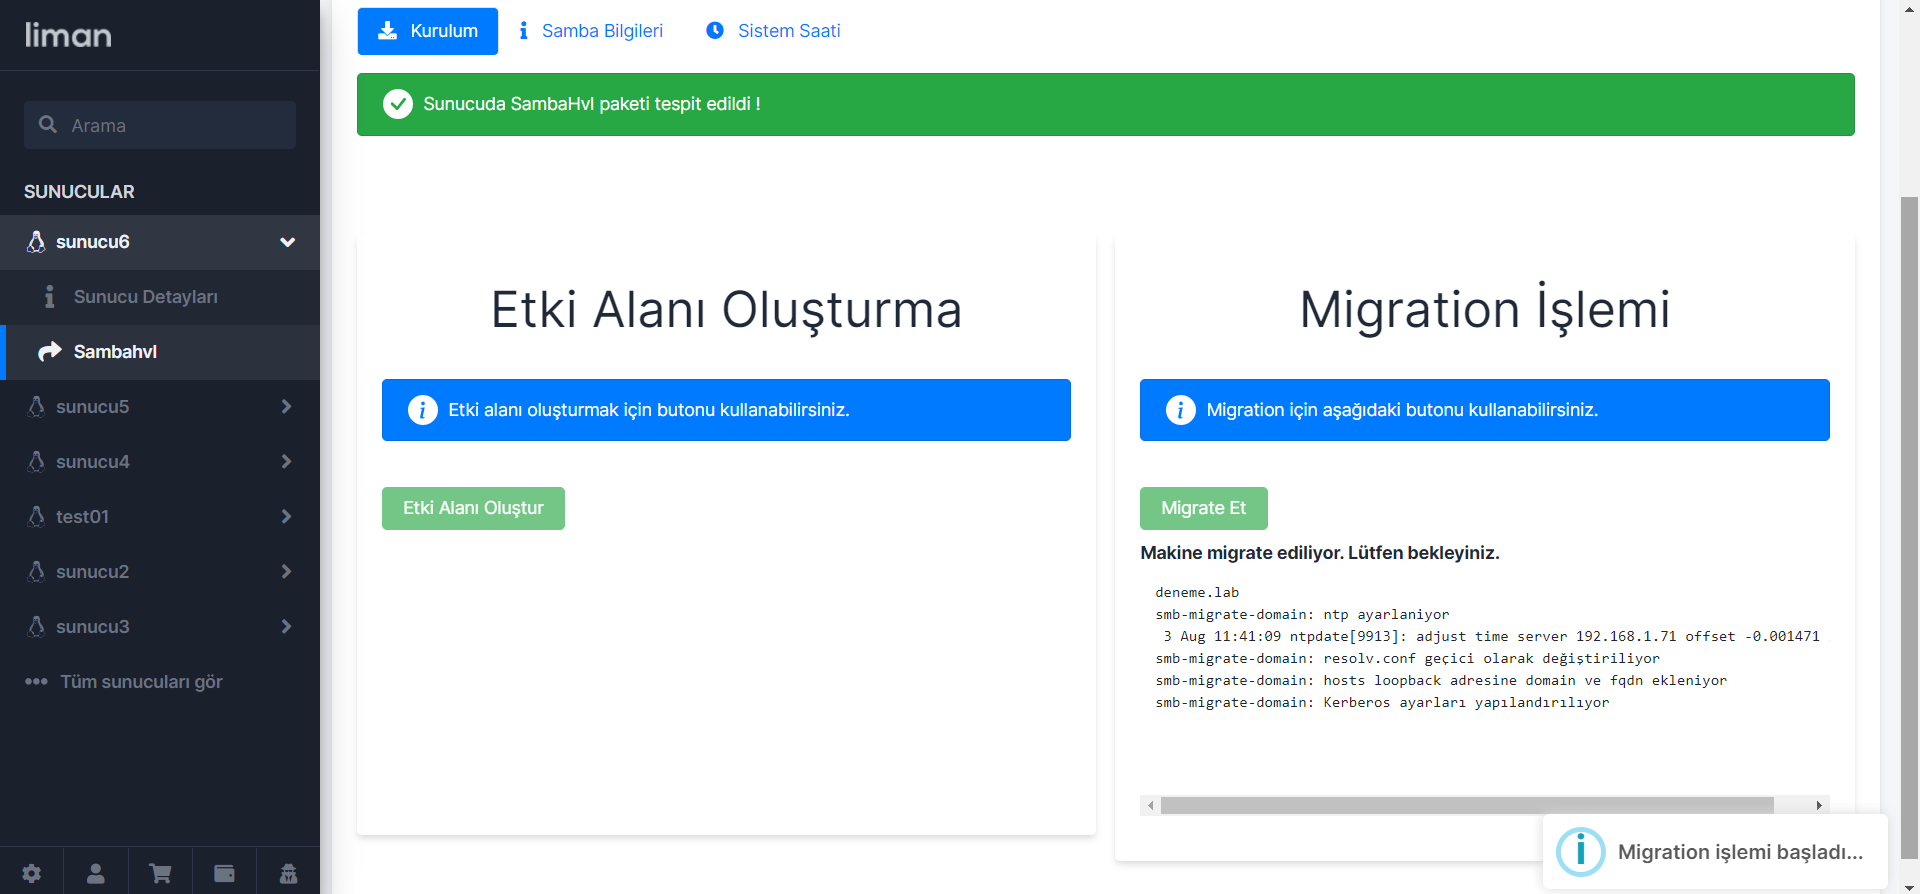 liman
Arama
SUNUCULAR
sunucu6
Sunucu Detayları
Sambahvl
sunucu5
sunucu4
test01
sunucu2
sunucu3
Tüm sunucuları gör
Kurulum
Samba Bilgileri
Sistem Saati
Sunucuda SambaHvl paketi tespit edildi !
Etki Alanı Oluşturma
Etki alanı oluşturmak için butonu kullanabilirsiniz.
Etki Alanı Oluştur
Migration İşlemi
Migration için aşağıdaki butonu kullanabilirsiniz.
Migrate Et
Makine migrate ediliyor. Lütfen bekleyiniz.
deneme.lab
smb-migrate-domain: ntp ayarlaniyor
3 Aug 11:41:09 ntpdate[9913]: adjust time server 192.168.1.71 offset -0.001471
smb-migrate-domain: resolv.conf geçici olarak değiştiriliyor
smb-migrate-domain: hosts loopback adresine domain ve fqdn ekleniyor
smb-migrate-domain: Kerberos ayarları yapılandırılıyor
Migration işlemi başladı...